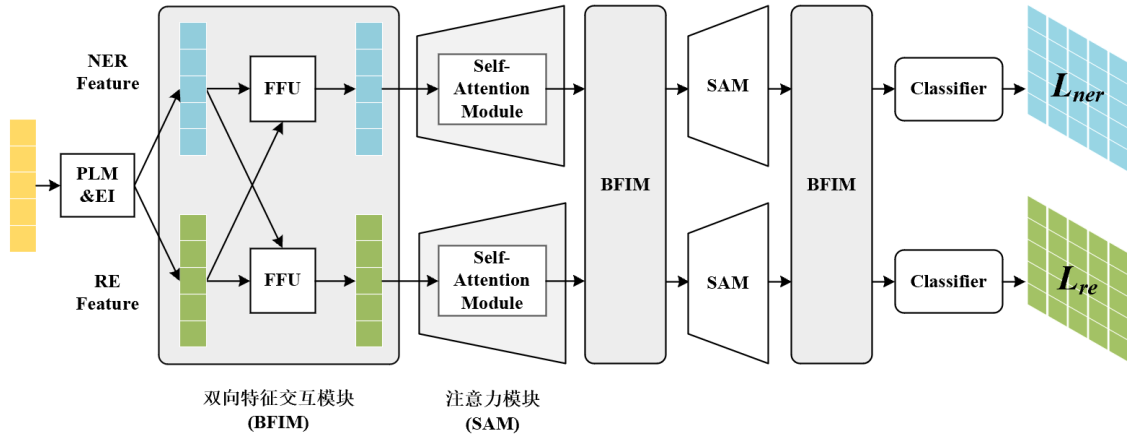 NER
Feature
FFU
Self-
Attention
Module
SAM
Classifier
L_ner
PLM
&EI
BFIM
BFIM
RE
Feature
FFU
Self-
Attention
Module
SAM
Classifier
L_re
双向特征交互模块
(BFIM)
注意力模块
(SAM)